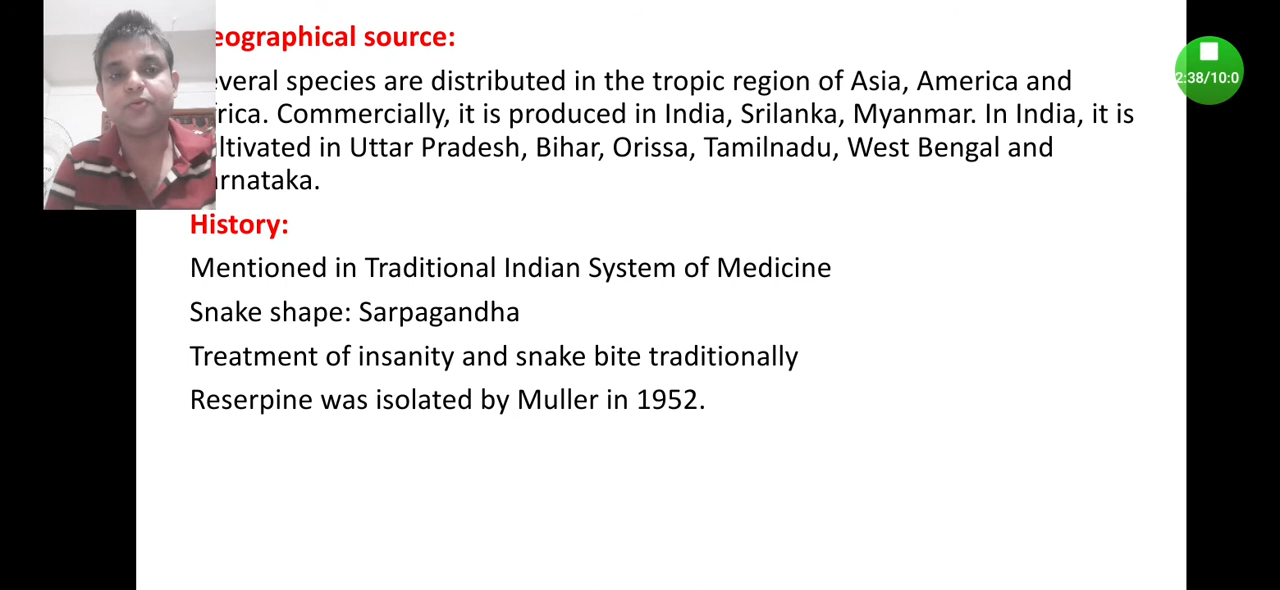 eographical source:
everal species are distributed in the tropic region of Asia, America and
rica. Commercially, it is produced in India, Srilanka, Myanmar. In India, it is
ltivated in Uttar Pradesh, Bihar, Orissa, Tamilnadu, West Bengal and
arnataka.
History:
Mentioned in Traditional Indian System of Medicine
Snake shape: Sarpagandha
Treatment of insanity and snake bite traditionally
Reserpine was isolated by Muller in 1952.
2:38/10:0